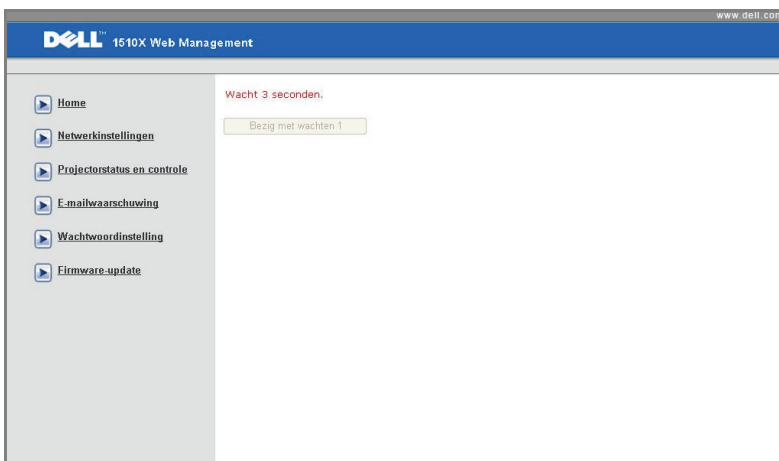 www.dell.com
DELL™ 1510X Web Management
Home
Netwerkinstellingen
Projectorstatus en controle
E-mailwaarschuwing
Wachtwoordinstelling
Firmware-update
Wacht 3 seconden.
Bezig met wachten 1